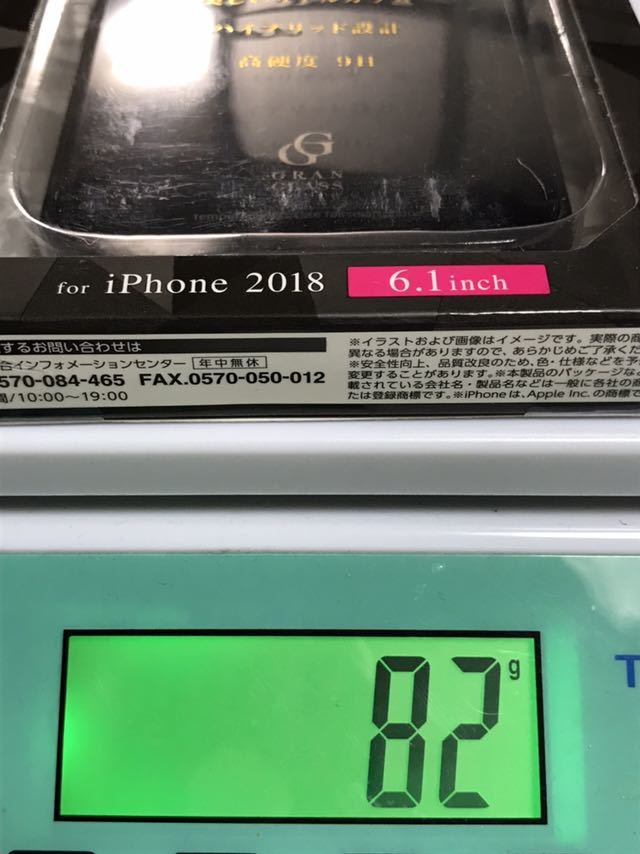 ハイブリッド設計
高硬度 9H
GRAN
GLASS
for iPhone 2018 6.1inch
するお問い合わせは
合インフォメーションセンター 年中無休
570-084-465 FAX.0570-050-012
間/10:00〜19:00
※イラストおよび画像はイメージです。実際の商
異なる場合がありますので、あらかじめご了承くだ
※安全性向上、品質改良のため、色・仕様などを
変更することがあります。※本製品のパッケージな
載されている会社名・製品名などは一般に各社の商
たは登録商標です。※iPhoneは、Apple Inc.の商標で
82 g
T